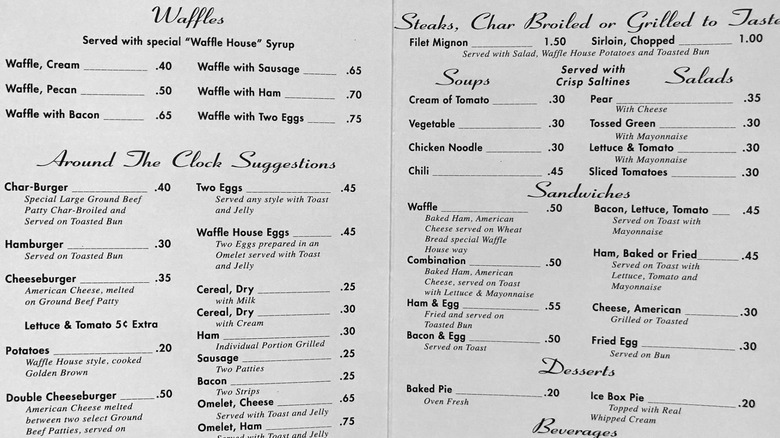 Waffles
Served with special "Waffle House" Syrup
Waffle, Cream .40
Waffle, Pecan .50
Waffle with Bacon .65
Waffle with Sausage .65
Waffle with Ham .70
Waffle with Two Eggs .75
Around The Clock Suggestions
Char-Burger .40
Special Large Ground Beef
Patty Char-Broiled and
Served on Toasted Bun
Hamburger .30
Served on Toasted Bun
Cheeseburger .35
American Cheese, melted
on Ground Beef Patty
Lettuce & Tomato 5¢ Extra
Potatoes .20
Waffle House style, cooked
Golden Brown
Double Cheeseburger .50
American Cheese melted
between two select Ground
Beef Patties, served on
Two Eggs .45
Served any style with Toast
and Jelly
Waffle House Eggs .45
Two Eggs prepared in an
Omelet served with Toast
and Jelly
Cereal, Dry .25
with Milk
Cereal, Dry .30
with Cream
Ham .30
Individual Portion Grilled
Sausage .25
Two Patties
Bacon .25
Two Strips
Omelet, Cheese .65
Served with Toast and Jelly
Omelet, Ham .75
Served with Toast and Jelly
Steaks, Char Broiled or Grilled to Taste
Filet Mignon 1.50
Sirloin, Chopped 1.00
Served with Salad, Waffle House Potatoes and Toasted Bun
Soups
Served with
Crisp Saltines
Salads
Cream of Tomato .30
Vegetable .30
Chicken Noodle .30
Chili .45
Pear .35
With Cheese
Tossed Green .30
With Mayonnaise
Lettuce & Tomato .30
With Mayonnaise
Sliced Tomatoes .30
Sandwiches
Waffle .50
Baked Ham, American
Cheese served on Wheat
Bread special Waffle
House way
Combination .50
Baked Ham, American
Cheese, served on Toast
with Lettuce & Mayonnaise
Ham & Egg .55
Fried and served on
Toasted Bun
Bacon & Egg .50
Served on Toast
Bacon, Lettuce, Tomato .45
Served on Toast with
Mayonnaise
Ham, Baked or Fried .45
Served on Toast with
Lettuce, Tomato and
Mayonnaise
Cheese, American .30
Grilled or Toasted
Fried Egg .30
Served on Bun
Desserts
Baked Pie .20
Oven Fresh
Ice Box Pie .20
Topped with Real
Whipped Cream
Beverages